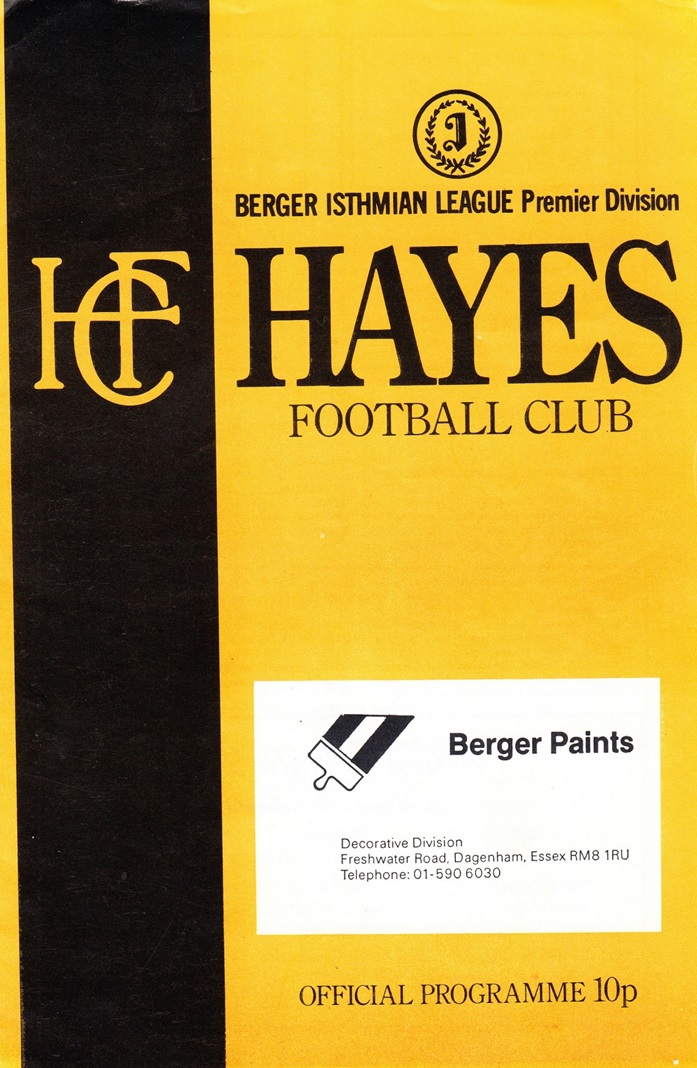 I
BERGER ISTHMIAN LEAGUE Premier Division
HFC
HAYES
FOOTBALL CLUB
Berger Paints
Decorative Division
Freshwater Road, Dagenham, Essex RM8 1RU
Telephone: 01-590 6030
OFFICIAL PROGRAMME 10p